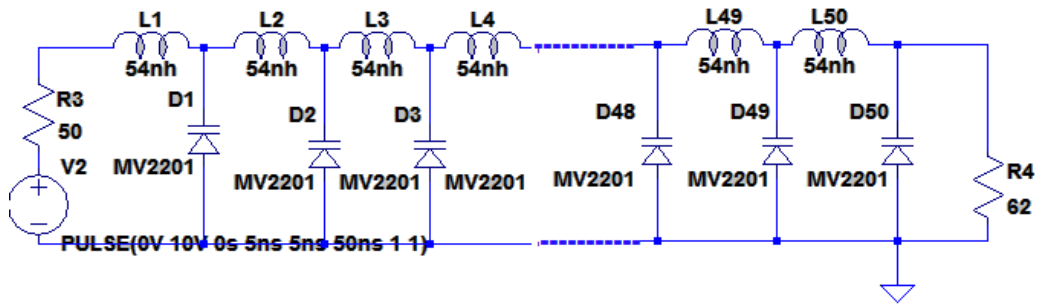 L1 L2 L3 L4 L49 L50
54nh 54nh 54nh 54nh 54nh 54nh
R3 D1 D2 D3 D48 D49 D50
50
V2 MV2201 MV2201 MV2201 MV2201 MV2201 MV2201 MV2201 R4
62
PULSE(0V 10V 0s 5ns 5ns 50ns 1 1)